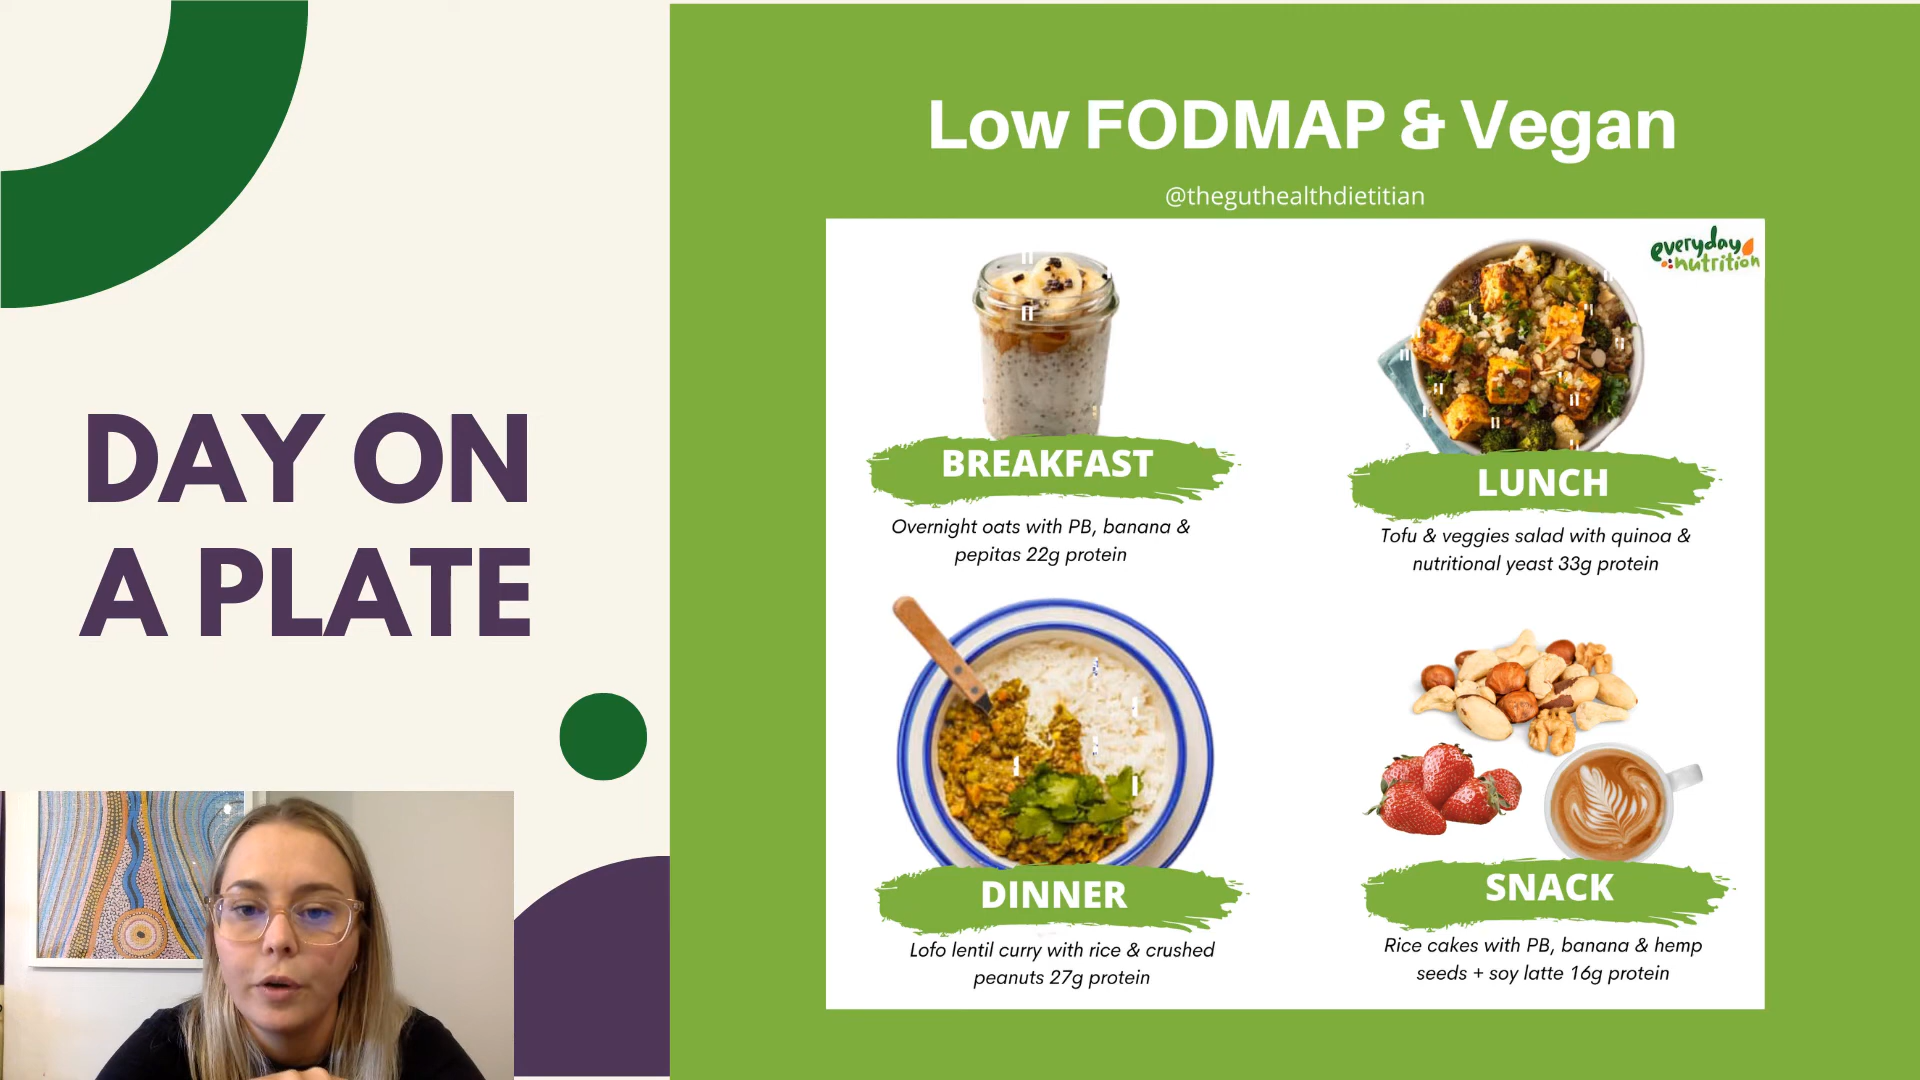 DAY ON
A PLATE
Low FODMAP & Vegan
@theguthealthdietitian
everyday
nutrition
BREAKFAST
Overnight oats with PB, banana &
pepitas 22g protein
LUNCH
Tofu & veggies salad with quinoa &
nutritional yeast 33g protein
DINNER
Lofo lentil curry with rice & crushed
peanuts 27g protein
SNACK
Rice cakes with PB, banana & hemp
seeds + soy latte 16g protein